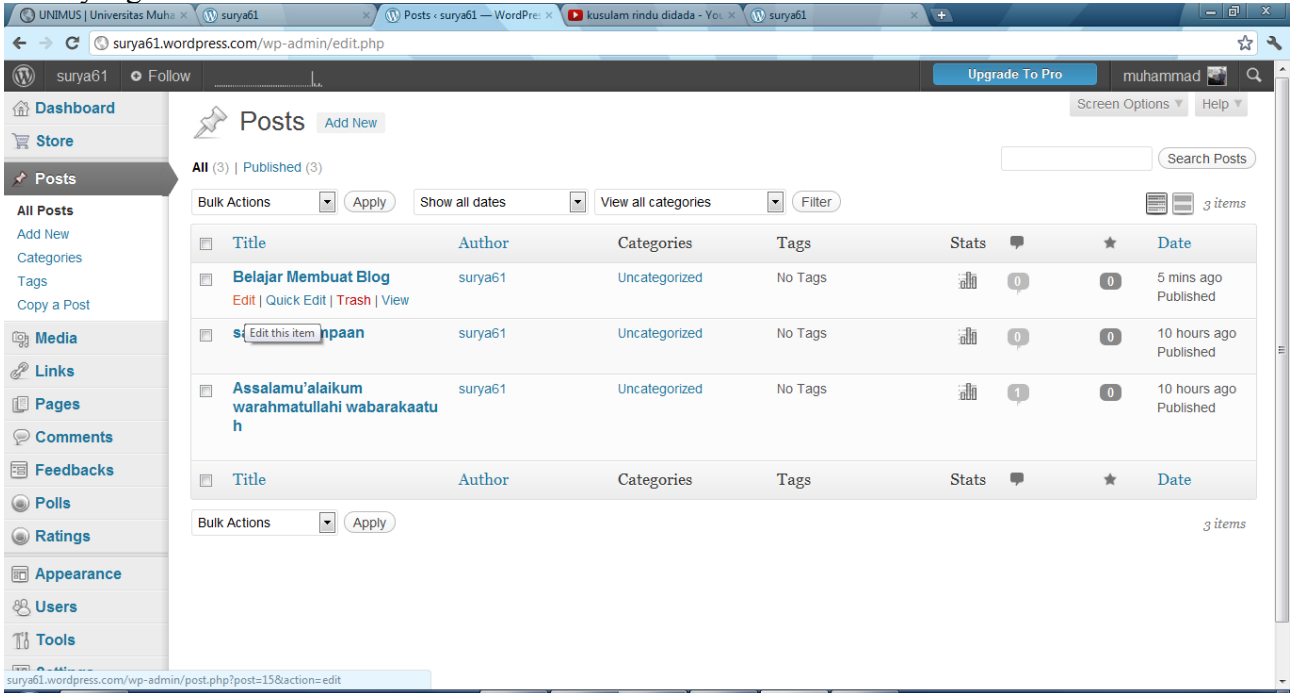 UNIMUS | Universitas Muha
surya61
Posts ‹ surya61 — WordPres
kusulam rindu didada - You
surya61
surya61.wordpress.com/wp-admin/edit.php
surya61
Follow
Upgrade To Pro
muhammad
Dashboard
Store
Posts
All Posts
Add New
Categories
Tags
Copy a Post
Media
Links
Pages
Comments
Feedbacks
Polls
Ratings
Appearance
Users
Tools
Screen Options
Help
Posts Add New
All (3) | Published (3)
Search Posts
Bulk Actions Apply Show all dates View all categories Filter 3 items
Title Author Categories Tags Stats Date
Belajar Membuat Blog surya61 Uncategorized No Tags 0 0 5 mins ago
Edit | Quick Edit | Trash | View Published
Edit this item surya61 Uncategorized No Tags 0 0 10 hours ago
Published
Assalamu'alaikum surya61 Uncategorized No Tags 1 0 10 hours ago
warahmatullahi wabarakaatu Published
h
Title Author Categories Tags Stats Date
Bulk Actions Apply 3 items
surya61.wordpress.com/wp-admin/post.php?post=15&action=edit